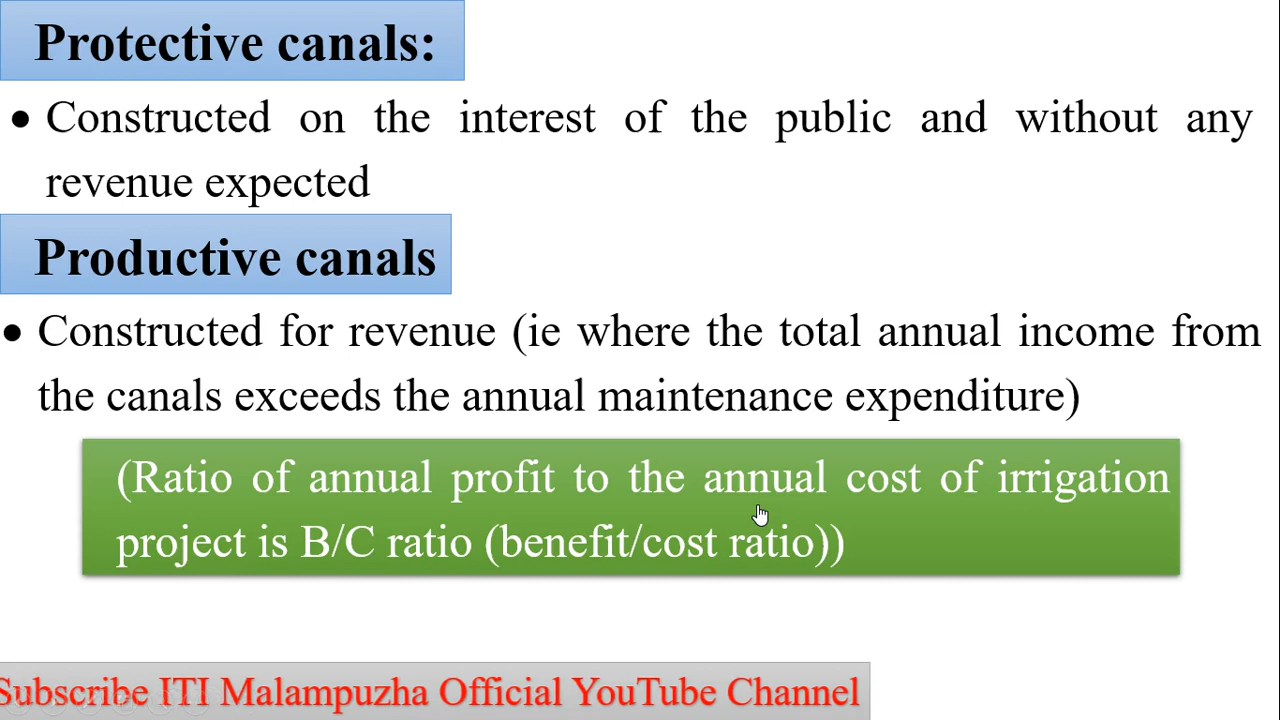 Protective canals:
• Constructed on the interest of the public and without any
revenue expected
Productive canals
• Constructed for revenue (ie where the total annual income from
the canals exceeds the annual maintenance expenditure)
(Ratio of annual profit to the annual cost of irrigation
project is B/C ratio (benefit/cost ratio))
Subscribe ITI Malampuzha Official YouTube Channel